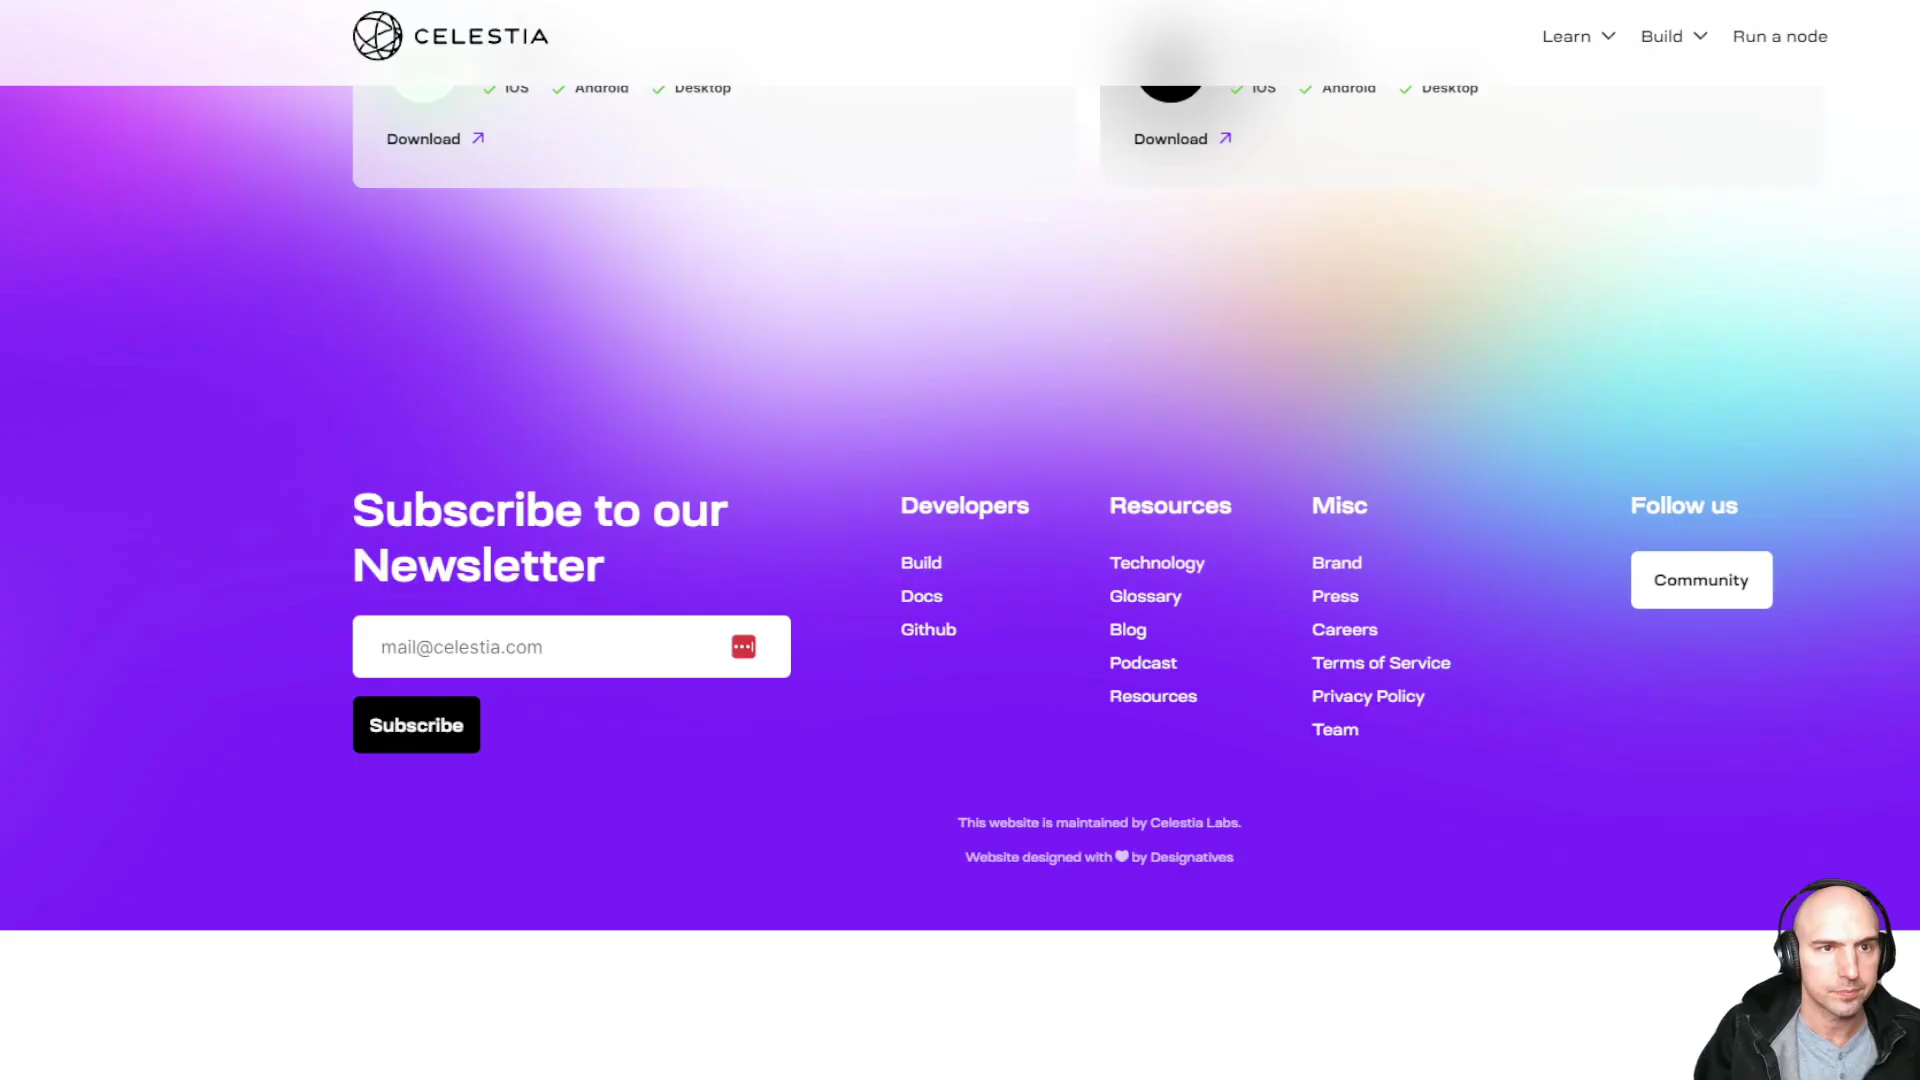 CELESTIA
Learn
Build
Run a node
iOS
Android
Desktop
iOS
Android
Desktop
Download
Download
Subscribe to our
Newsletter
mail@celestia.com
Subscribe
Developers
Build
Docs
Github
Resources
Technology
Glossary
Blog
Podcast
Resources
Misc
Brand
Press
Careers
Terms of Service
Privacy Policy
Team
Follow us
Community
This website is maintained by Celestia Labs.
Website designed with by Designatives